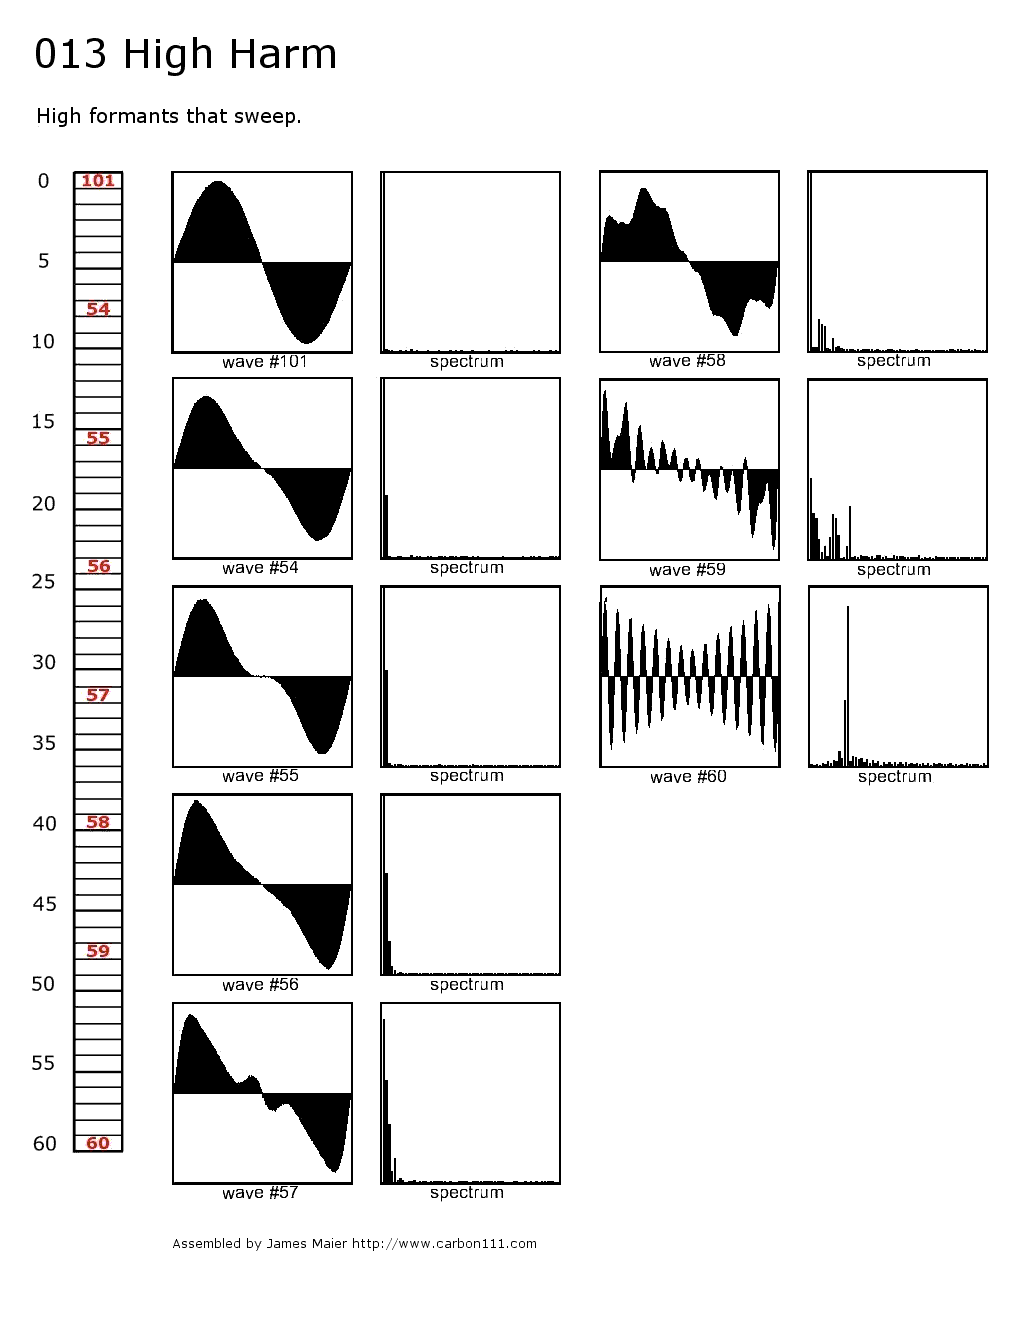 013 High Harm
High formants that sweep.
0
101
5
54
10
15
55
20
56
25
30
57
35
40
58
45
59
50
55
60
60
wave #101
spectrum
wave #58
spectrum
wave #54
spectrum
wave #59
spectrum
wave #55
spectrum
wave #60
spectrum
wave #56
spectrum
wave #57
spectrum
Assembled by James Maier http://www.carbon111.com